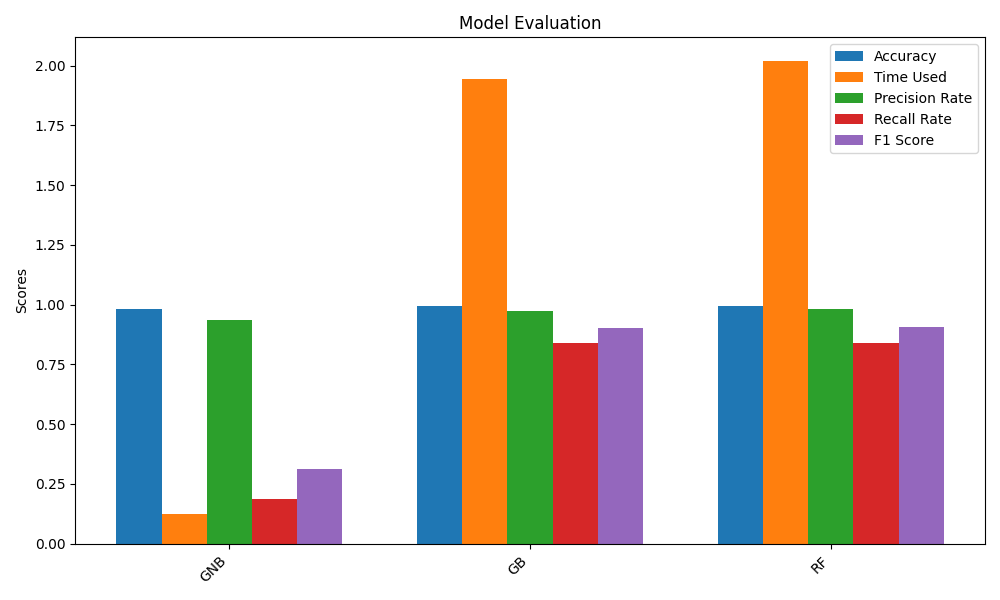 Model Evaluation
Accuracy
Time Used
Precision Rate
Recall Rate
F1 Score
Scores
2.00
1.75
1.50
1.25
1.00
0.75
0.50
0.25
0.00
GNB
GB
RF